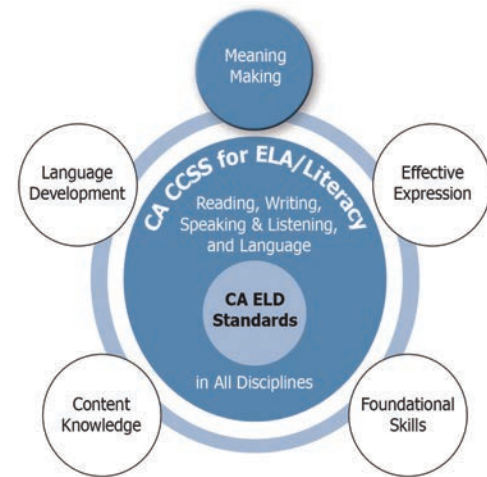 Meaning
Making
Language
Development
Effective
Expression
CA CCSS for ELA/Literacy
Reading, Writing,
Speaking & Listening,
and Language
CA ELD
Standards
in All Disciplines
Content
Knowledge
Foundational
Skills